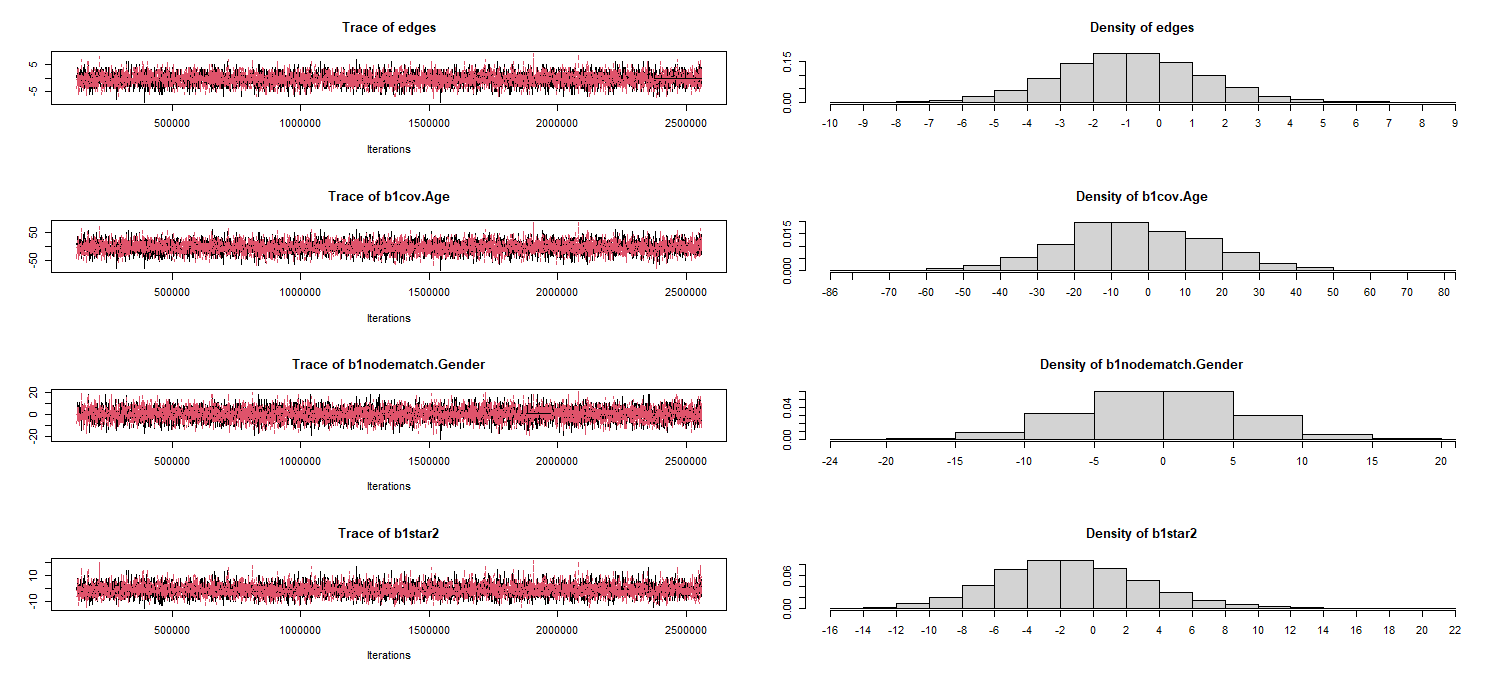 Trace of edges
5
-5
500000 1000000 1500000 2000000 2500000
Iterations
Density of edges
0.15
0.00
-10 -9 -8 -7 -6 -5 -4 -3 -2 -1 0 1 2 3 4 5 6 7 8 9
Trace of b1cov.Age
50
-50
500000 1000000 1500000 2000000 2500000
Iterations
Density of b1cov.Age
0.015
0.000
-86 -70 -60 -50 -40 -30 -20 -10 0 10 20 30 40 50 60 70 80
Trace of b1nodematch.Gender
20
0
-20
500000 1000000 1500000 2000000 2500000
Iterations
Density of b1nodematch.Gender
0.04
0.00
-24 -20 -15 -10 -5 0 5 10 15 20
Trace of b1star2
10
-10
500000 1000000 1500000 2000000 2500000
Iterations
Density of b1star2
0.06
0.00
-16 -14 -12 -10 -8 -6 -4 -2 0 2 4 6 8 10 12 14 16 18 20 22